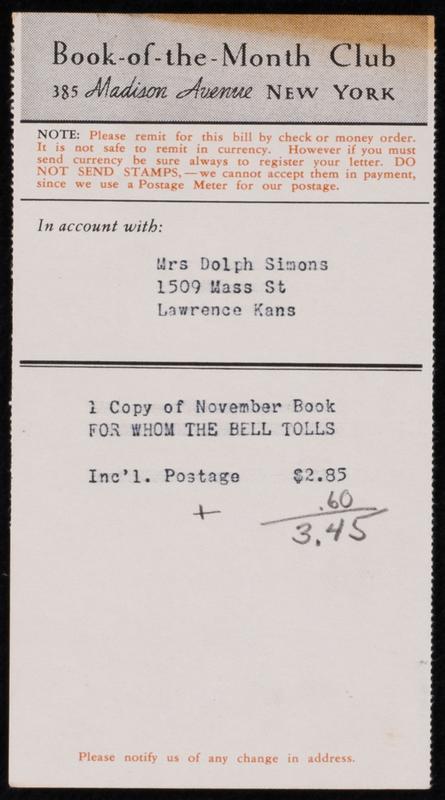 Book-of-the-Month Club
385 Madison Avenue NEW YORK
NOTE: Please remit for this bill by check or money order.
It is not safe to remit in currency. However if you must
send currency be sure always to register your letter. DO
NOT SEND STAMPS,—we cannot accept them in payment,
since we use a Postage Meter for our postage.
In account with:
Mrs Dolph Simons
1509 Mass St
Lawrence Kans
1 Copy of November Book
FOR WHOM THE BELL TOLLS
Inc'l. Postage $2.85
+ .60
3.45
Please notify us of any change in address.